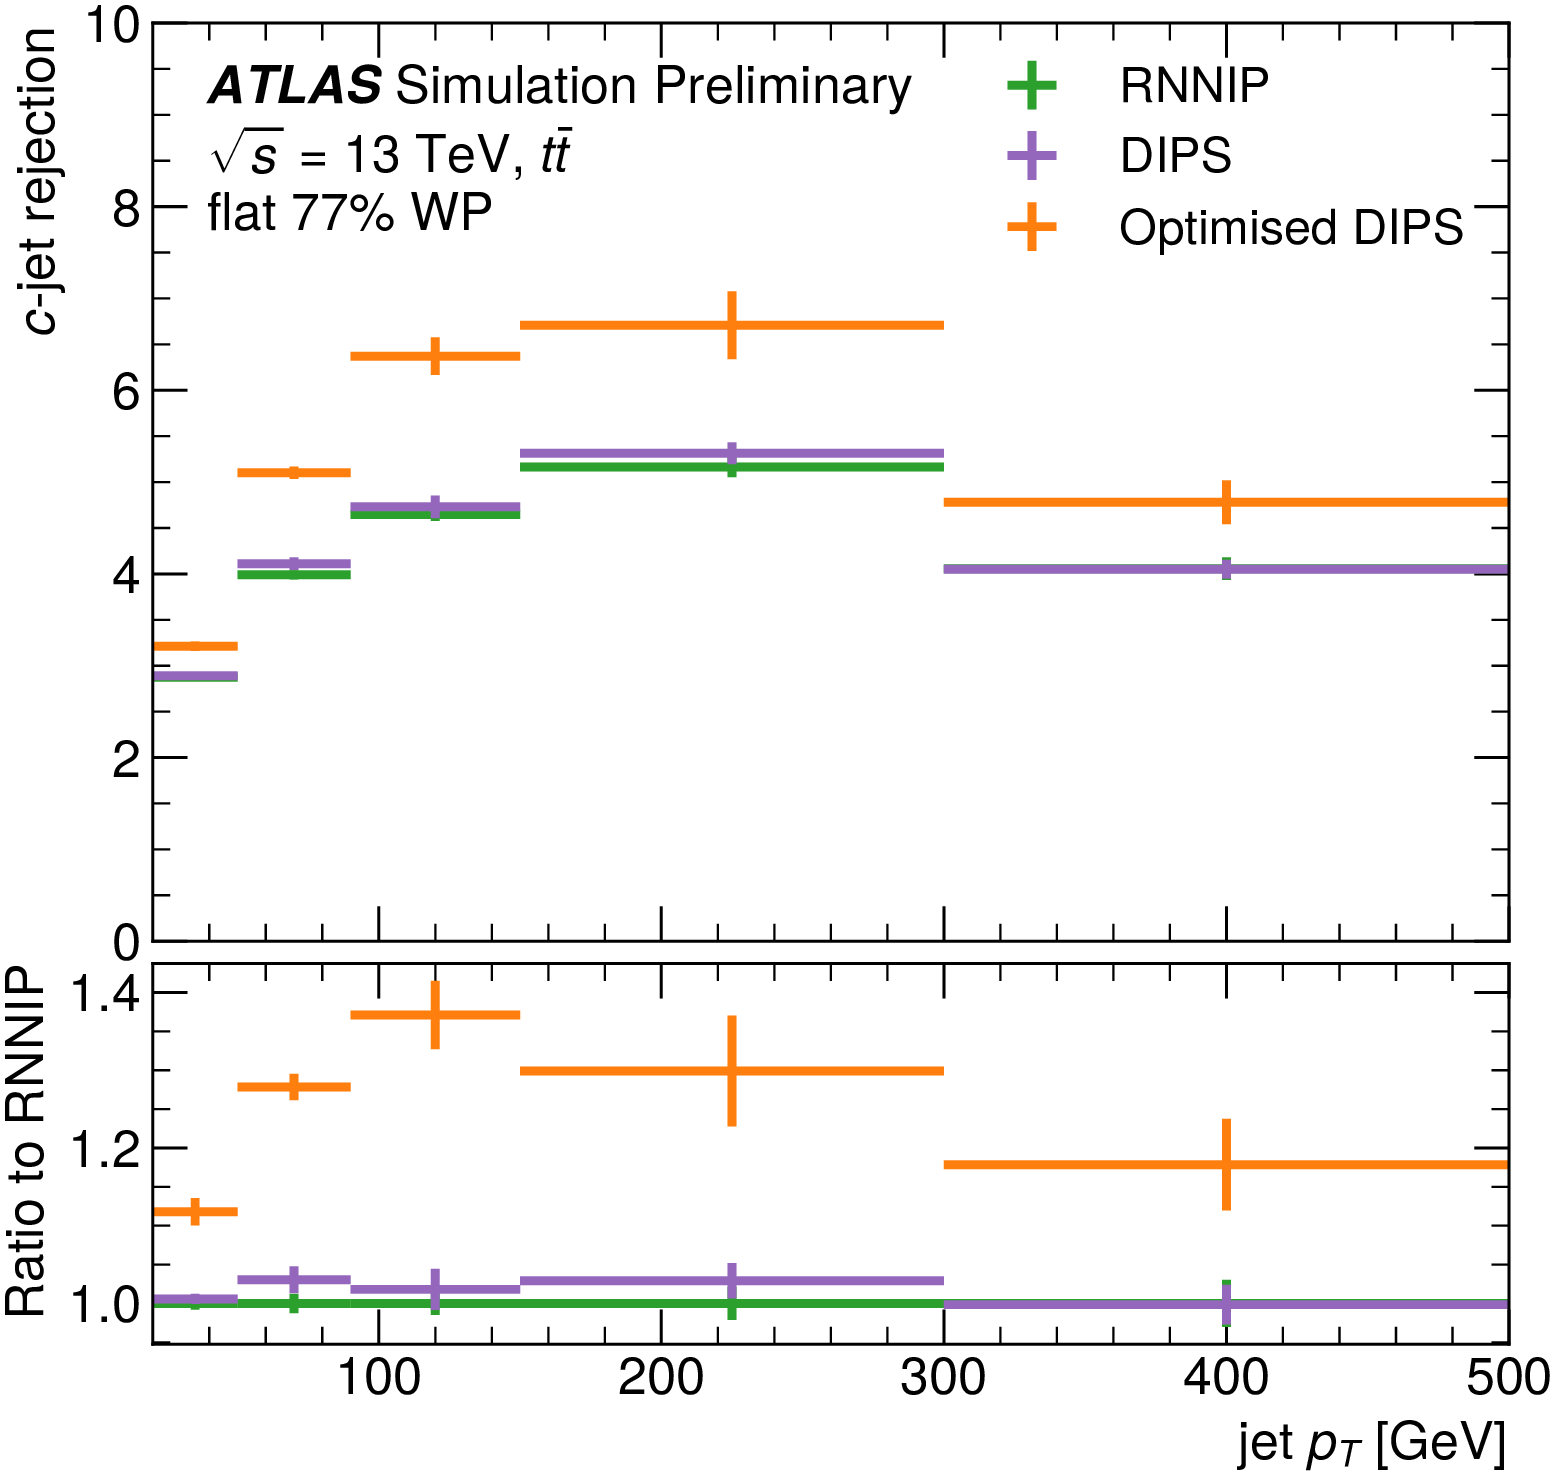 10
8
6
4
2
0
c-jet rejection
ATLAS Simulation Preliminary
√s = 13 TeV, tt̄
flat 77% WP
RNNIP
DIPS
Optimised DIPS
1.4
1.2
1.0
Ratio to RNNIP
100 200 300 400 500
jet p_T [GeV]